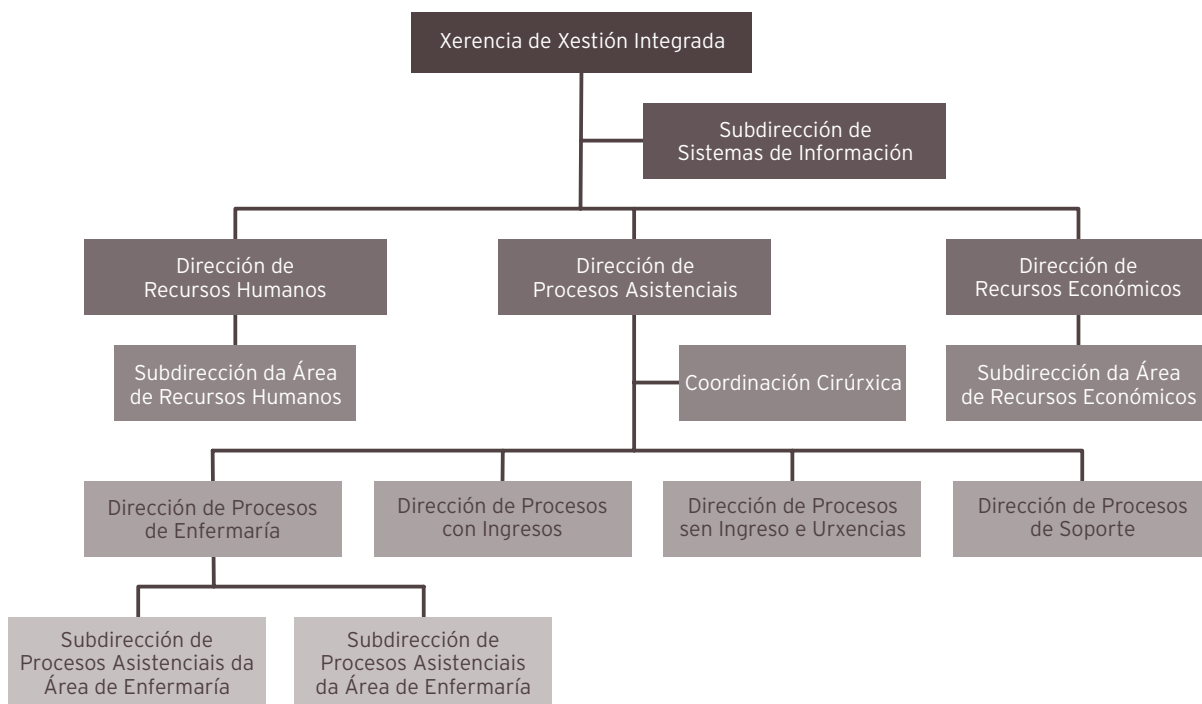 Xerencia de Xestión Integrada
Subdirección de
Sistemas de Información
Dirección de
Recursos Humanos
Dirección de
Procesos Asistenciais
Dirección de
Recursos Económicos
Subdirección da Área
de Recursos Humanos
Coordinación Cirúrxica
Subdirección da Área
de Recursos Económicos
Dirección de Procesos
de Enfermaría
Dirección de Procesos
con Ingresos
Dirección de Procesos
sen Ingreso e Urxencias
Dirección de Procesos
de Soporte
Subdirección de
Procesos Asistenciais da
Área de Enfermaría
Subdirección de
Procesos Asistenciais
da Área de Enfermaría